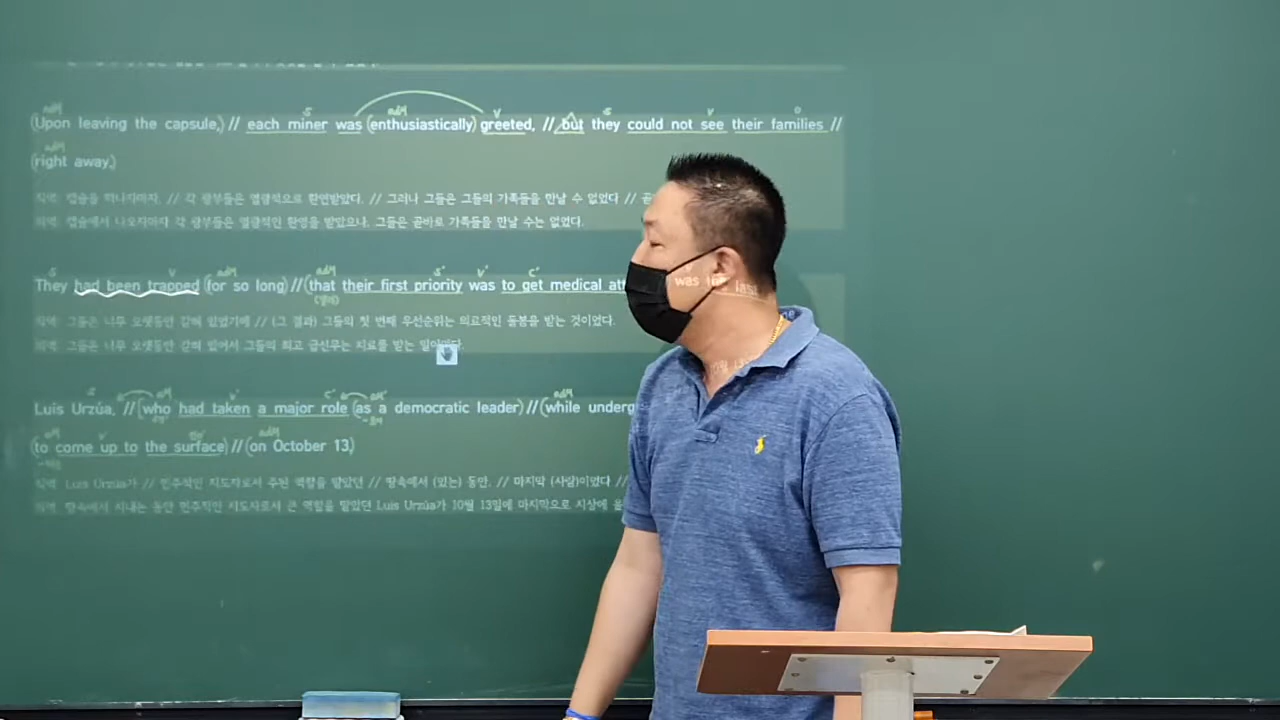 (Upon leaving the capsule,) // each miner was (enthusiastically) greeted, // but they could not see their families //
(right away.)
직역: 캡슐을 떠나자마자, // 각 광부들은 열광적으로 환영받았다. // 그러나 그들은 그들의 가족들을 만날 수 없었다 //
의역: 캡슐에서 나오자마자 각 광부들은 열광적인 환영을 받았으나, 그들은 곧바로 가족들을 만날 수는 없었다.
They had been trapped (for so long) // (that their first priority was to get medical
직역: 그들은 너무 오랫동안 갇혀 있었기에 // (그 결과) 그들의 첫 번째 우선순위는 의료적인 돌봄을 받는 것이었다.
의역: 그들은 너무 오랫동안 갇혀 있어서 그들의 최고 급선무는 치료를 받는
was the last
Luis Urzúa, // (who had taken a major role (as a democratic leader) // (while
(to come up to the surface) // (on October 13.)
직역: Luis Urzúa가 // 민주적인 지도자로서 주된 역할을 맡았던 // 땅속에서 (있는) 동안, // 마지막 (사람)이었다 //
의역: 땅속에서 지내는 동안 민주적인 지도자로서 큰 역할을 맡았던 Luis Urzúa가 10월 13일에 마지막으로 지상에